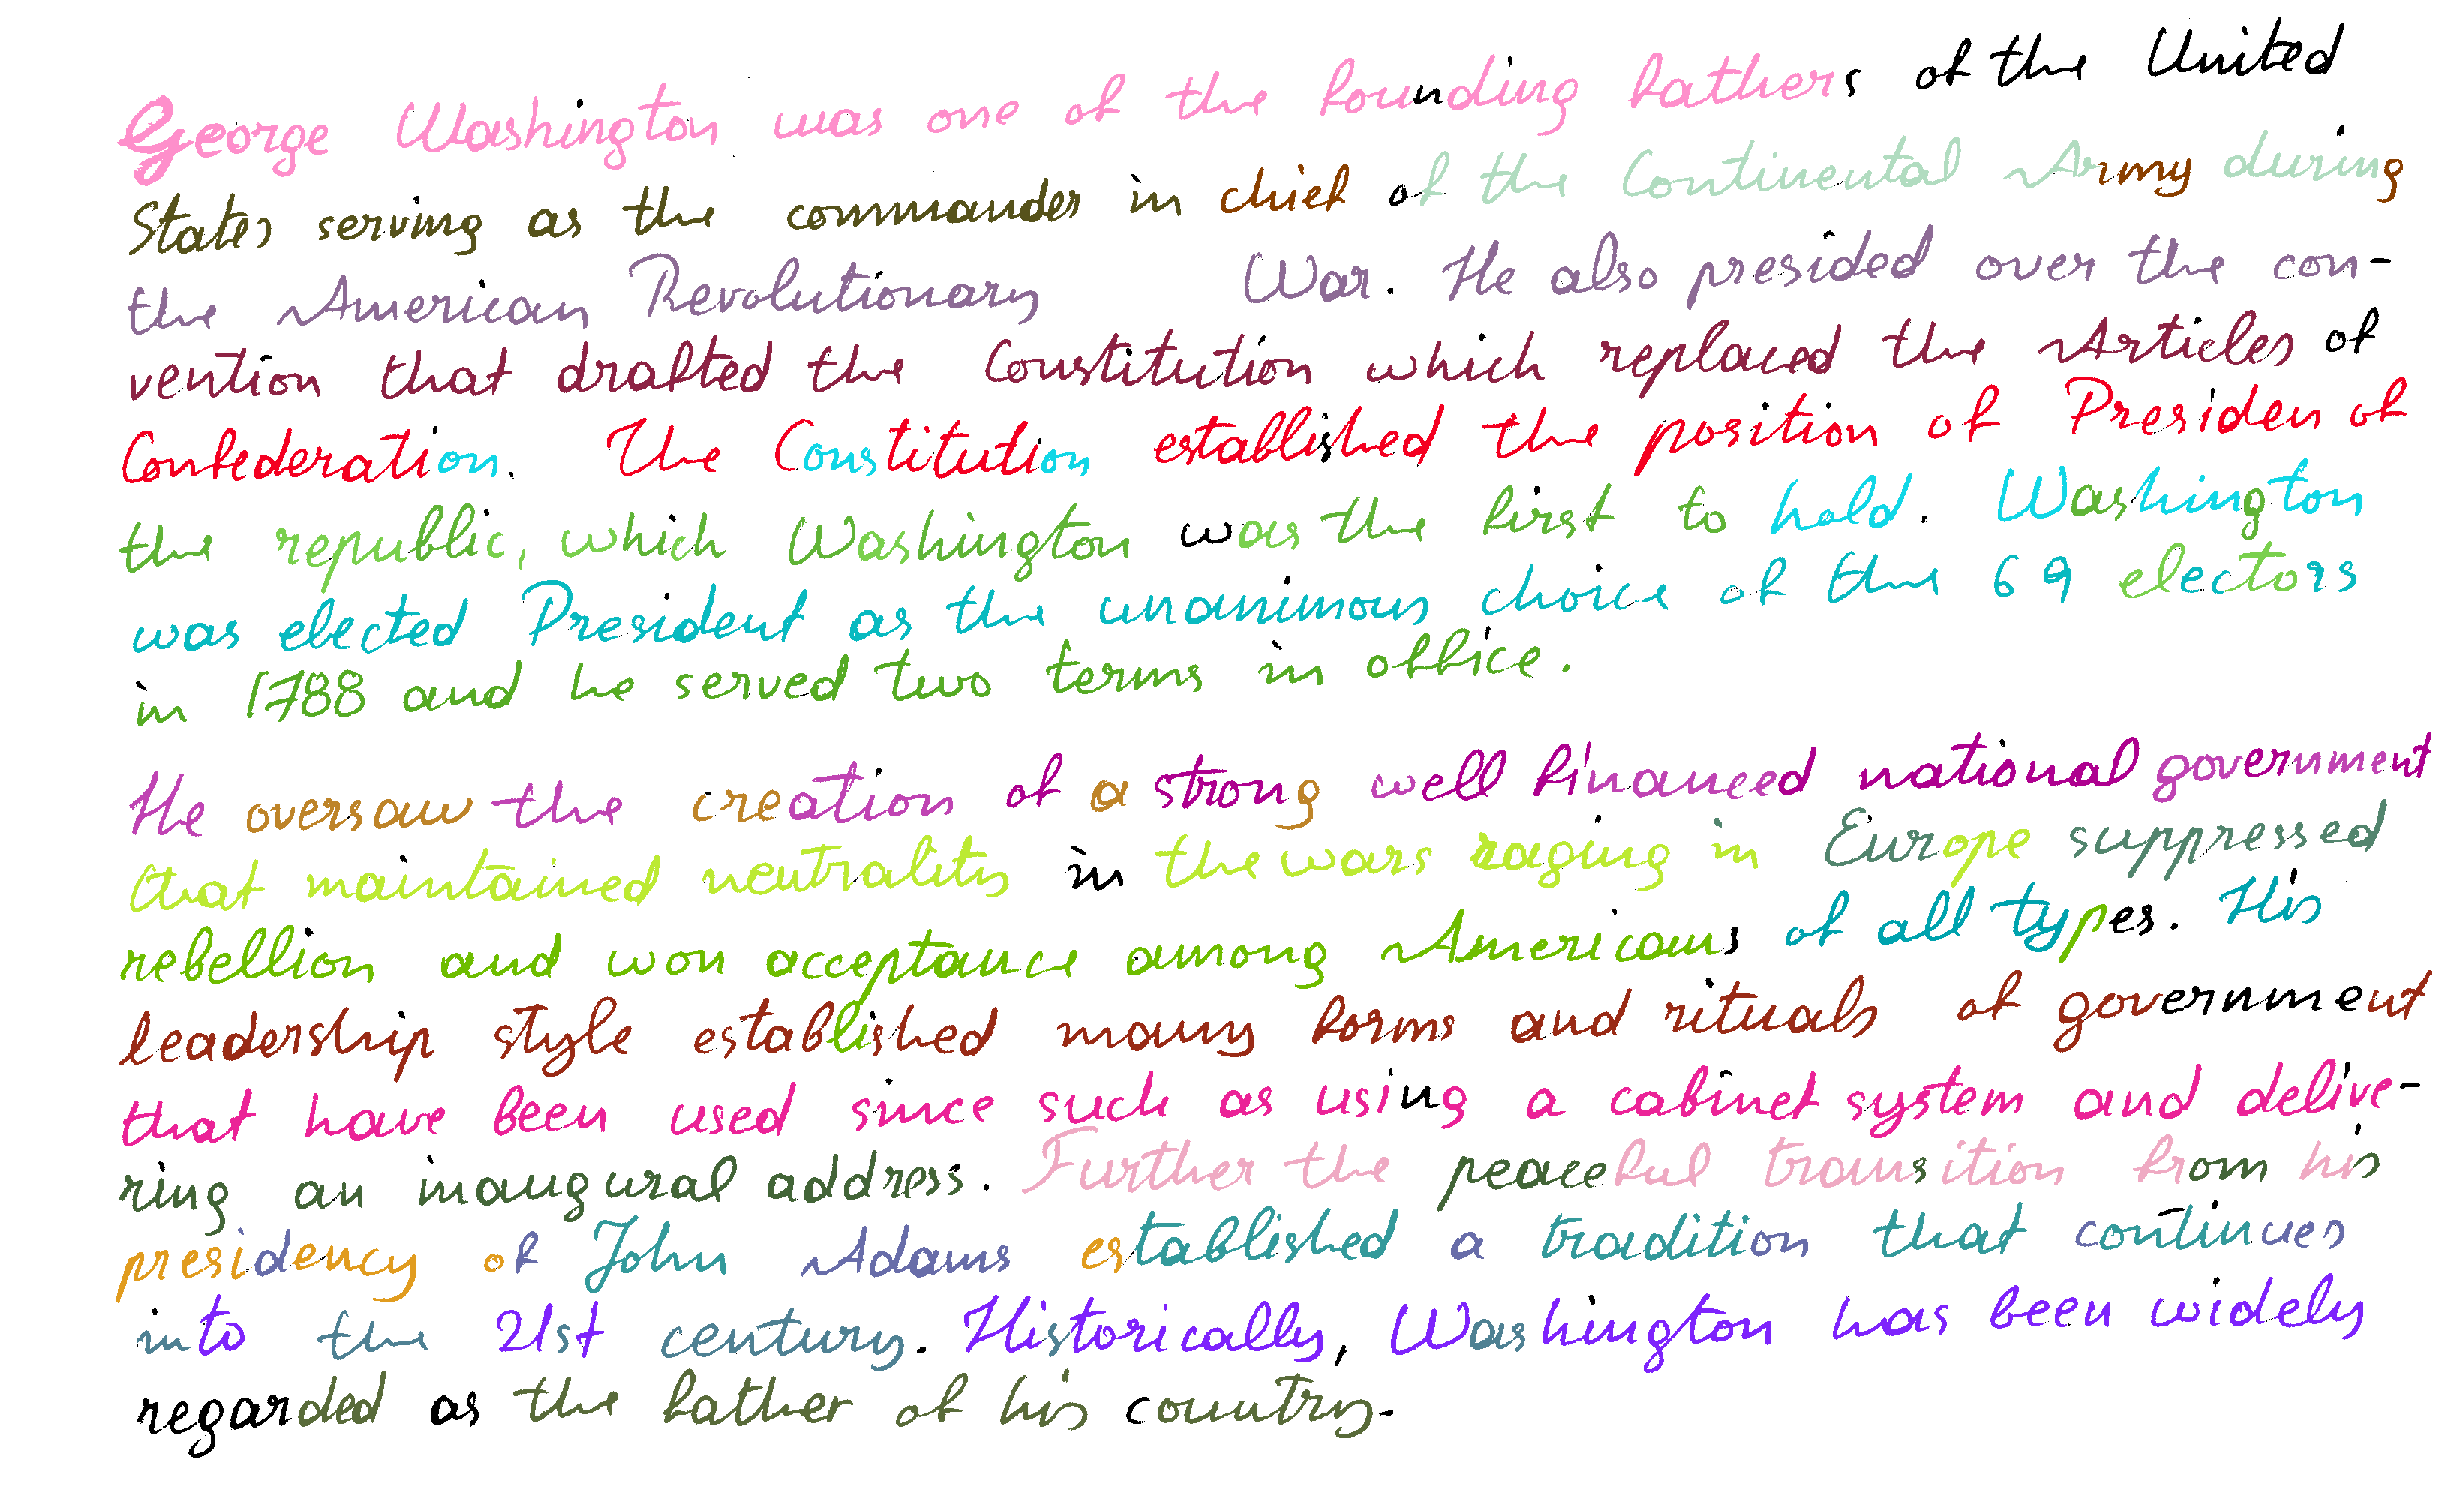 George Washington was one of the founding fathers of the United
States serving as the commander in chief of the Continental Army during
the American Revolutionary War. He also presided over the con-
vention that drafted the Constitution which replaced the Articles of
Confederation. The Constitution established the position of Presiden of
the republic, which Washington was the first to hold. Washington
was elected President as the unanimous choice of the 69 electors
in 1788 and he served two terms in office.
He oversaw the creation of a strong well financed national government
that maintained neutrality in the wars raging in Europe suppressed
rebellion and won acceptance among Americans of all types. His
leadership style established many forms and rituals of government
that have been used since such as using a cabinet system and delive-
ring an inaugural address. Further the peaceful transition from his
presidency of John Adams established a tradition that continues
into the 21st century. Historically, Washington has been widely
regarded as the father of his country.